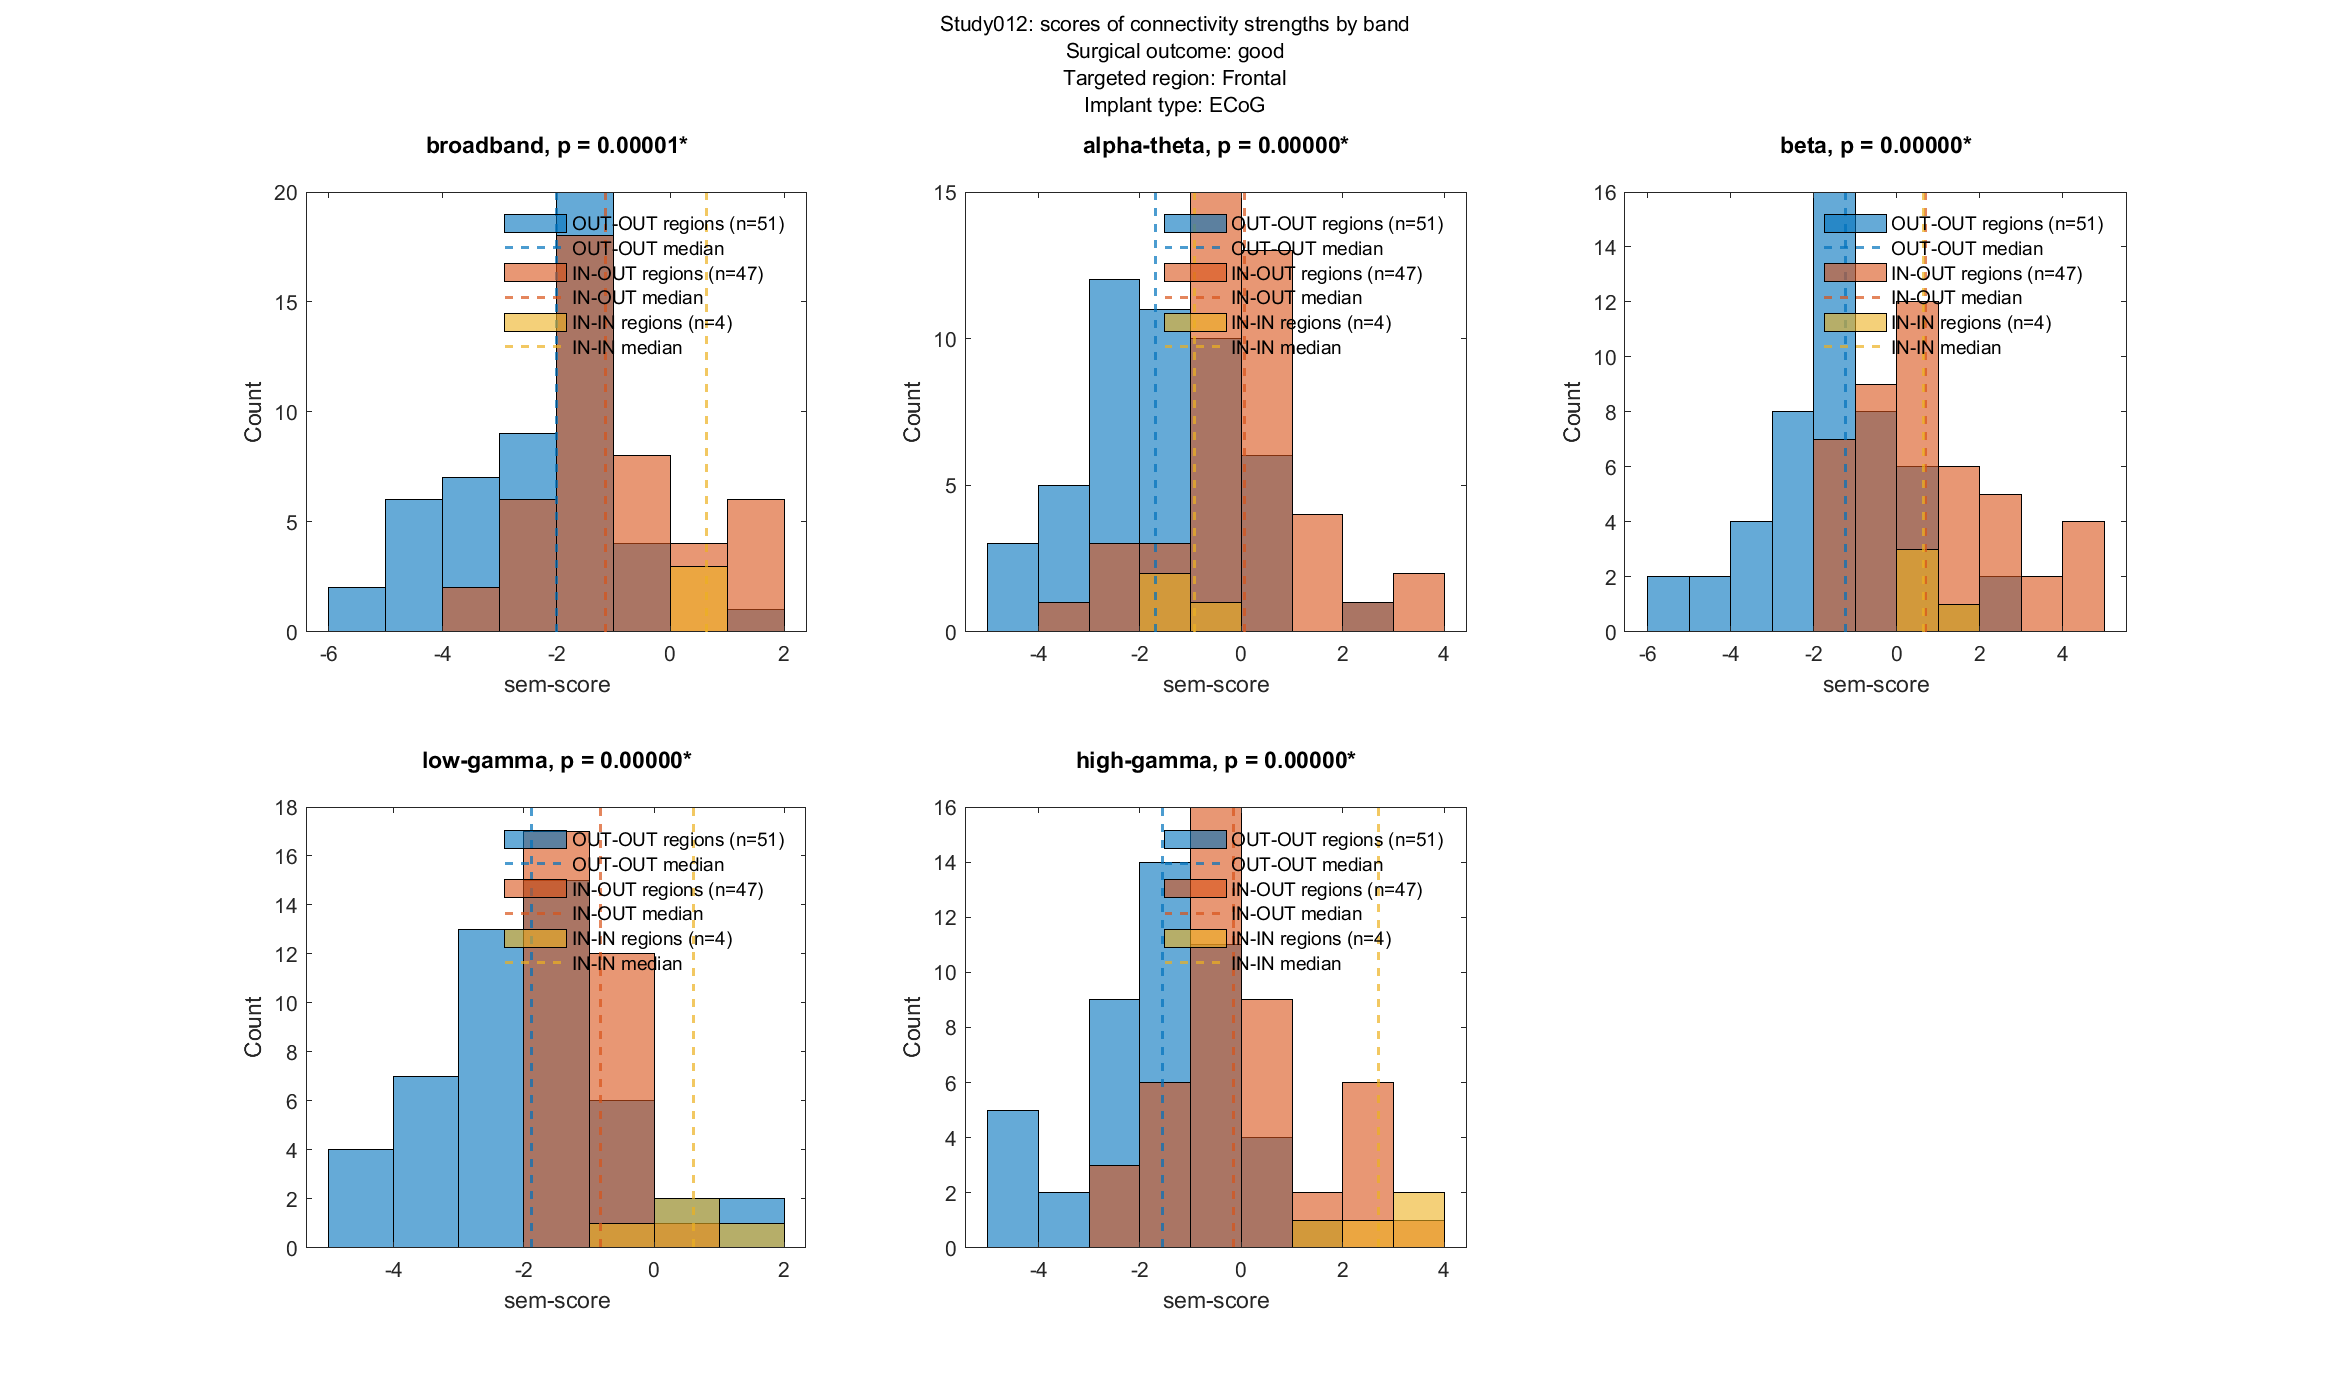 Study012: scores of connectivity strengths by band
Surgical outcome: good
Targeted region: Frontal
Implant type: ECoG
broadband, p = 0.00001*
20
15
10
5
0
Count
-6
-4
-2
0
2
sem-score
OUT-OUT regions (n=51)
OUT-OUT median
IN-OUT regions (n=47)
IN-OUT median
IN-IN regions (n=4)
IN-IN median
alpha-theta, p = 0.00000*
15
10
5
0
Count
-4
-2
0
2
4
sem-score
OUT-OUT regions (n=51)
OUT-OUT median
IN-OUT regions (n=47)
IN-OUT median
IN-IN regions (n=4)
IN-IN median
beta, p = 0.00000*
16
14
12
10
8
6
4
2
0
Count
-6
-4
-2
0
2
4
sem-score
OUT-OUT regions (n=51)
OUT-OUT median
IN-OUT regions (n=47)
IN-OUT median
IN-IN regions (n=4)
IN-IN median
low-gamma, p = 0.00000*
18
16
14
12
10
8
6
4
2
0
Count
-4
-2
0
2
sem-score
OUT-OUT regions (n=51)
OUT-OUT median
IN-OUT regions (n=47)
IN-OUT median
IN-IN regions (n=4)
IN-IN median
high-gamma, p = 0.00000*
16
14
12
10
8
6
4
2
0
Count
-4
-2
0
2
4
sem-score
OUT-OUT regions (n=51)
OUT-OUT median
IN-OUT regions (n=47)
IN-OUT median
IN-IN regions (n=4)
IN-IN median